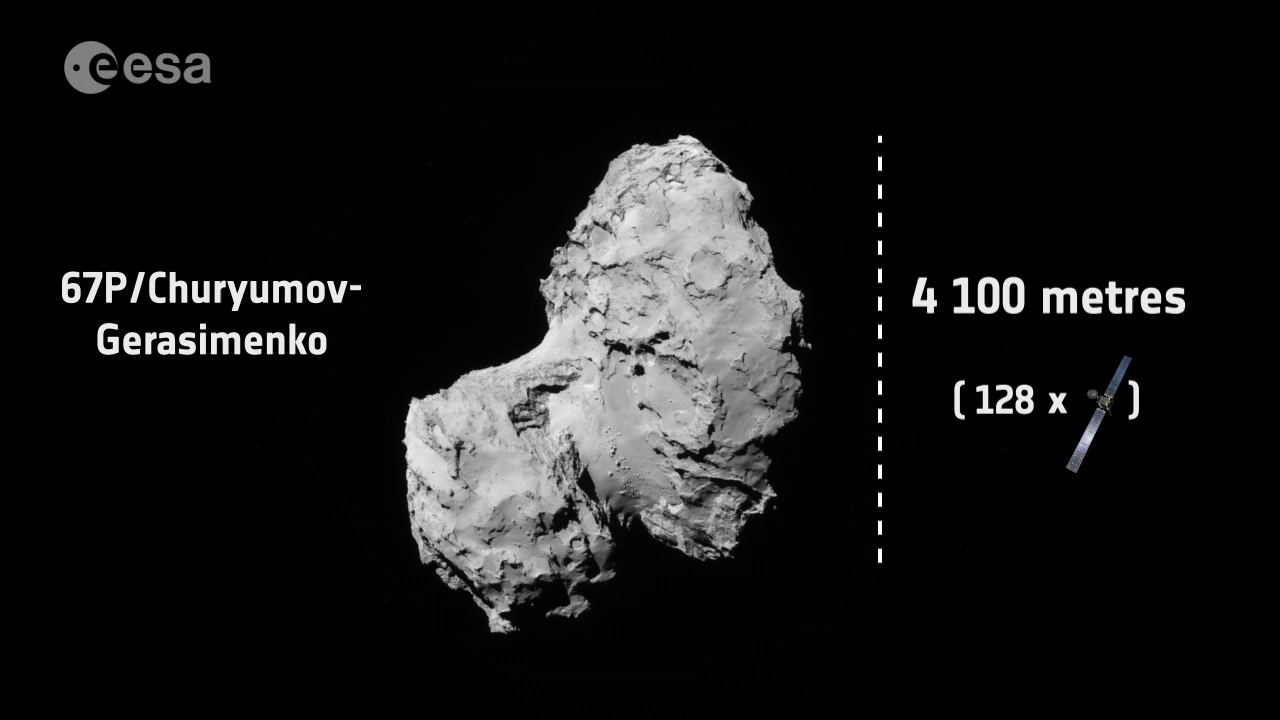 esa
67P/Churyumov-
Gerasimenko
4 100 metres
( 128 x )